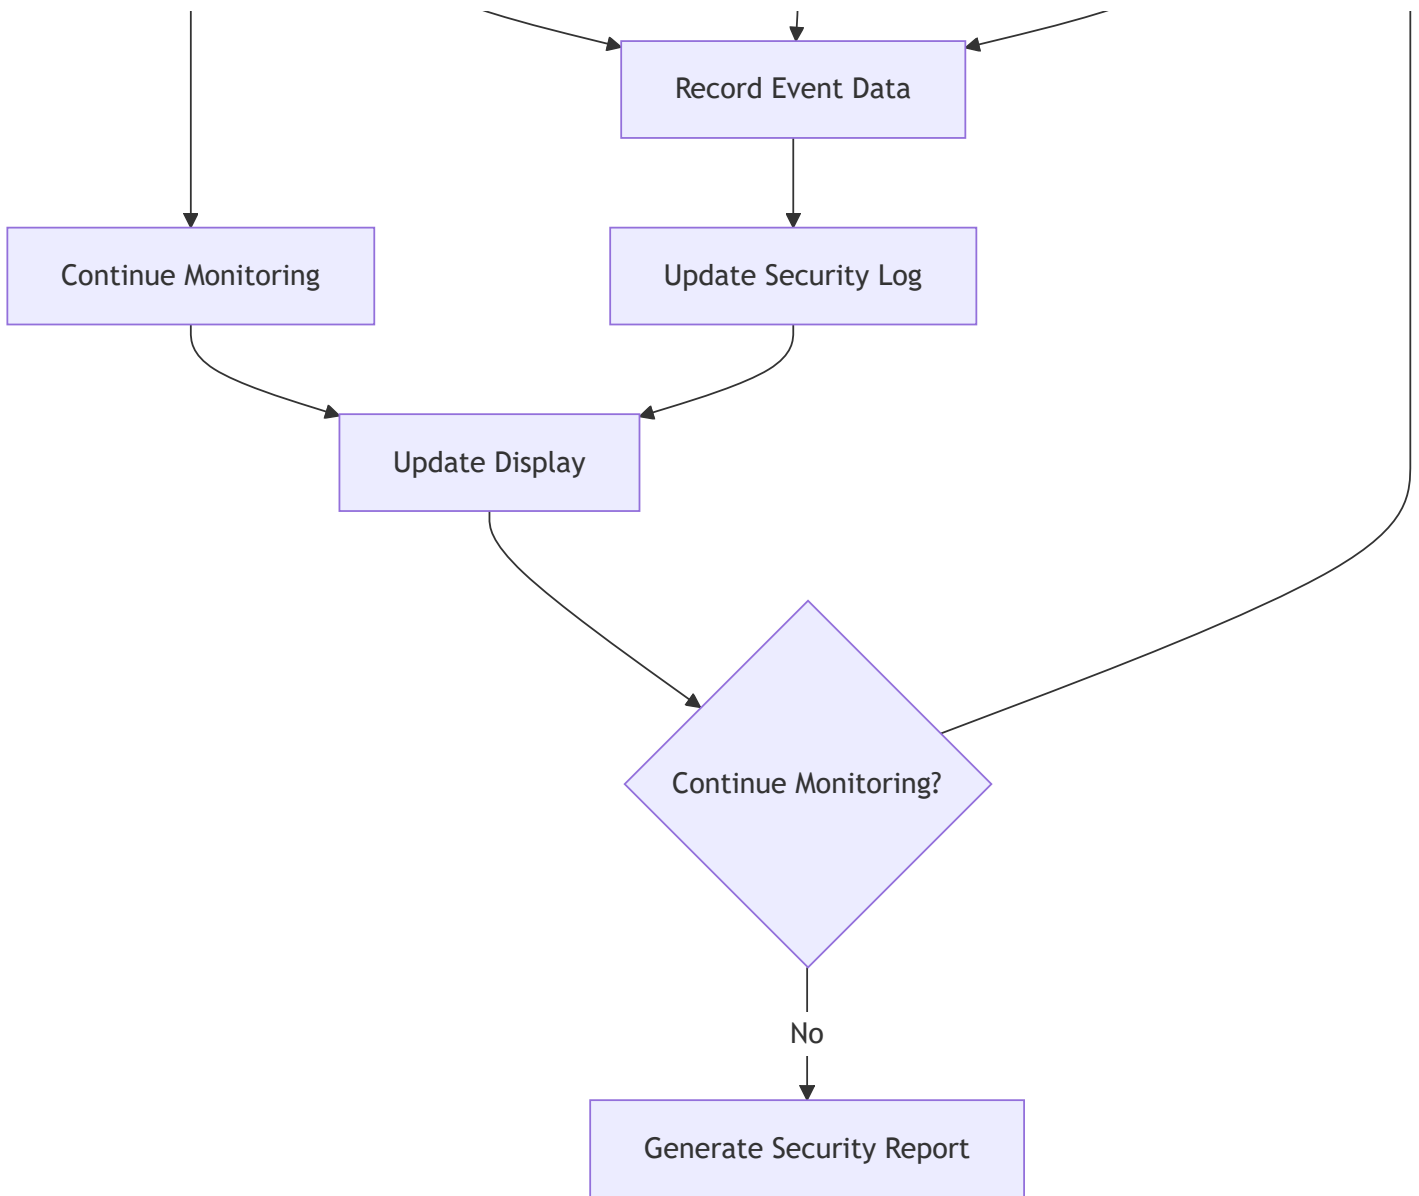 Record Event Data
Continue Monitoring
Update Security Log
Update Display
Continue Monitoring?
No
Generate Security Report